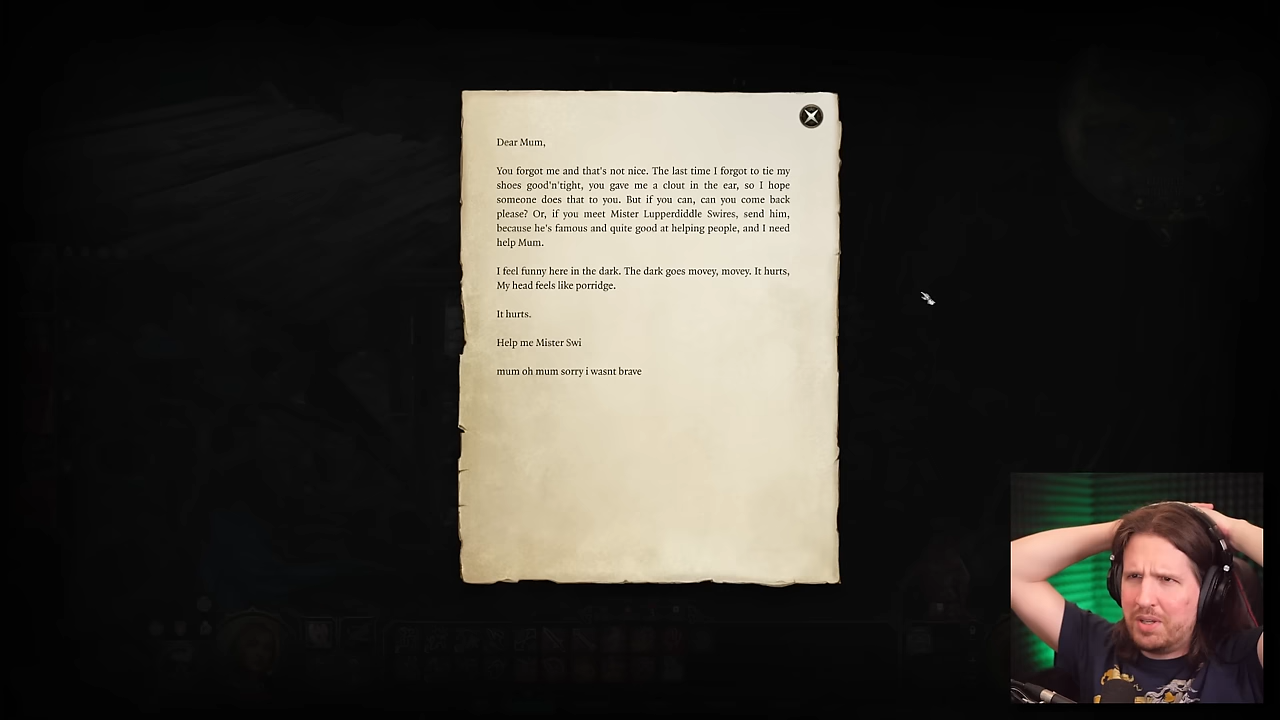 Dear Mum,
You forgot me and that's not nice. The last time I forgot to tie my
shoes good'n'tight, you gave me a clout in the ear, so I hope
someone does that to you. But if you can, can you come back
please? Or, if you meet Mister Lupperdiddle Swires, send him,
because he's famous and quite good at helping people, and I need
help Mum.
I feel funny here in the dark. The dark goes movey, movey. It hurts,
My head feels like porridge.
It hurts.
Help me Mister Swi
mum oh mum sorry i wasnt brave